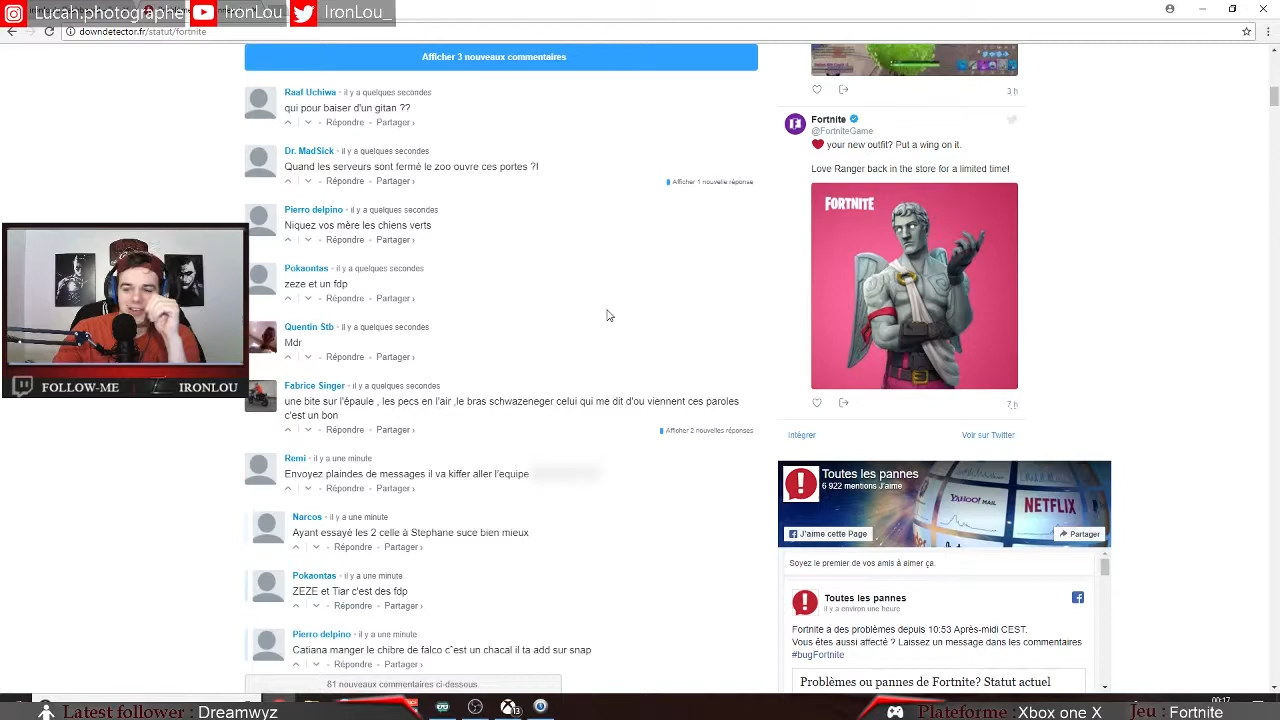 Lucah.photographe
IronLou
IronLou_
downdetector.fr/statut/fortnite
Afficher 3 nouveaux commentaires
Raaf Uchiwa - il y a quelques secondes
qui pour baiser d'un gitan ??
Répondre • Partager ›
Dr. MadSick - il y a quelques secondes
Quand les serveurs sont fermé le zoo ouvre ces portes ?!
Répondre • Partager ›
Afficher 1 nouvelle réponse
Pierro delpino - il y a quelques secondes
Niquez vos mère les chiens verts
Répondre • Partager ›
Pokaontas - il y a quelques secondes
zeze et un fdp
Répondre • Partager ›
Quentin Stb - il y a quelques secondes
Mdr
Répondre • Partager ›
Fabrice Singer - il y a quelques secondes
une bite sur l'épaule , les pecs en l'air ,le bras schwazeneger celui qui me dit d'ou viennent ces paroles
c'est un bon
Répondre • Partager ›
Afficher 2 nouvelles réponses
Remi - il y a une minute
Envoyez plaindes de messages il va kiffer aller l'equipe
Répondre • Partager ›
Narcos - il y a une minute
Ayant essayé les 2 celle à Stephane suce bien mieux
Répondre • Partager ›
Pokaontas - il y a une minute
ZEZE et Tiar c'est des fdp
Répondre • Partager ›
Pierro delpino - il y a une minute
Catiana manger le chibre de falco c'est un chacal il ta add sur snap
Répondre • Partager ›
81 nouveaux commentaires ci-dessous.
3 h
Fortnite
@FortniteGame
❤ your new outfit? Put a wing on it.
Love Ranger back in the store for a limited time!
FORTNITE
7 h
Intégrer
Voir sur Twitter
Toutes les pannes
6 922 mentions J'aime
YAHOO! MAIL
NETFLIX
J'aime cette Page
Partager
Soyez le premier de vos amis à aimer ça.
Toutes les pannes
il y a environ une heure
Fortnite a des problèmes depuis 10:53 Après-midi CEST.
Vous êtes aussi affecté ? Laissez un message dans les commentaires
#bugFortnite
Problèmes ou pannes de Fortnite? Statut actuel
FOLLOW-ME
IRONLOU
13
00:17
Latest follower : Dreamwyz
Plateforme : Xbox one X
Jeu : Fortnite